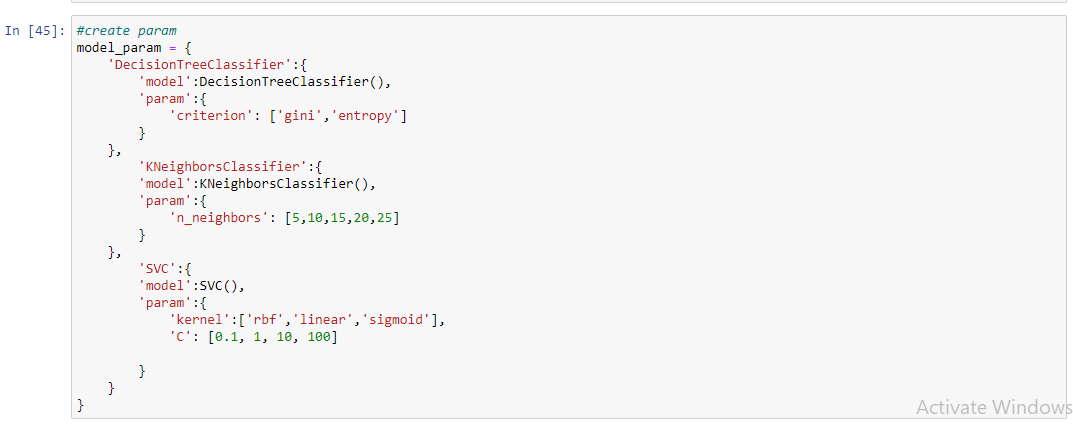 In [45]: #create param
model_param = {
    'DecisionTreeClassifier':{
        'model':DecisionTreeClassifier(),
        'param':{
            'criterion': ['gini','entropy']
        }
    },
        'KNeighborsClassifier':{
        'model':KNeighborsClassifier(),
        'param':{
            'n_neighbors': [5,10,15,20,25]
        }
    },
        'SVC':{
        'model':SVC(),
        'param':{
            'kernel':['rbf','linear','sigmoid'],
            'C': [0.1, 1, 10, 100]

        }
    }
}
Activate Windows